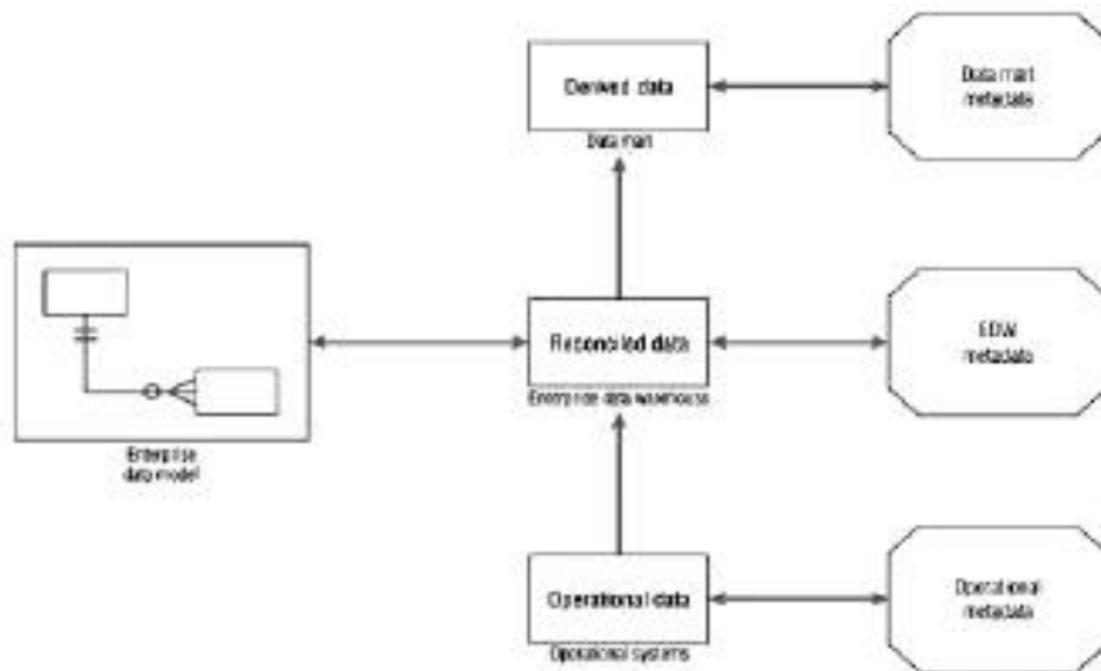 Derived data
Data mart
Data mart
metadata
Enterprise
data model
Reconciled data
Enterprise data warehouse
EDW
metadata
Operational data
Operational systems
Operational
metadata